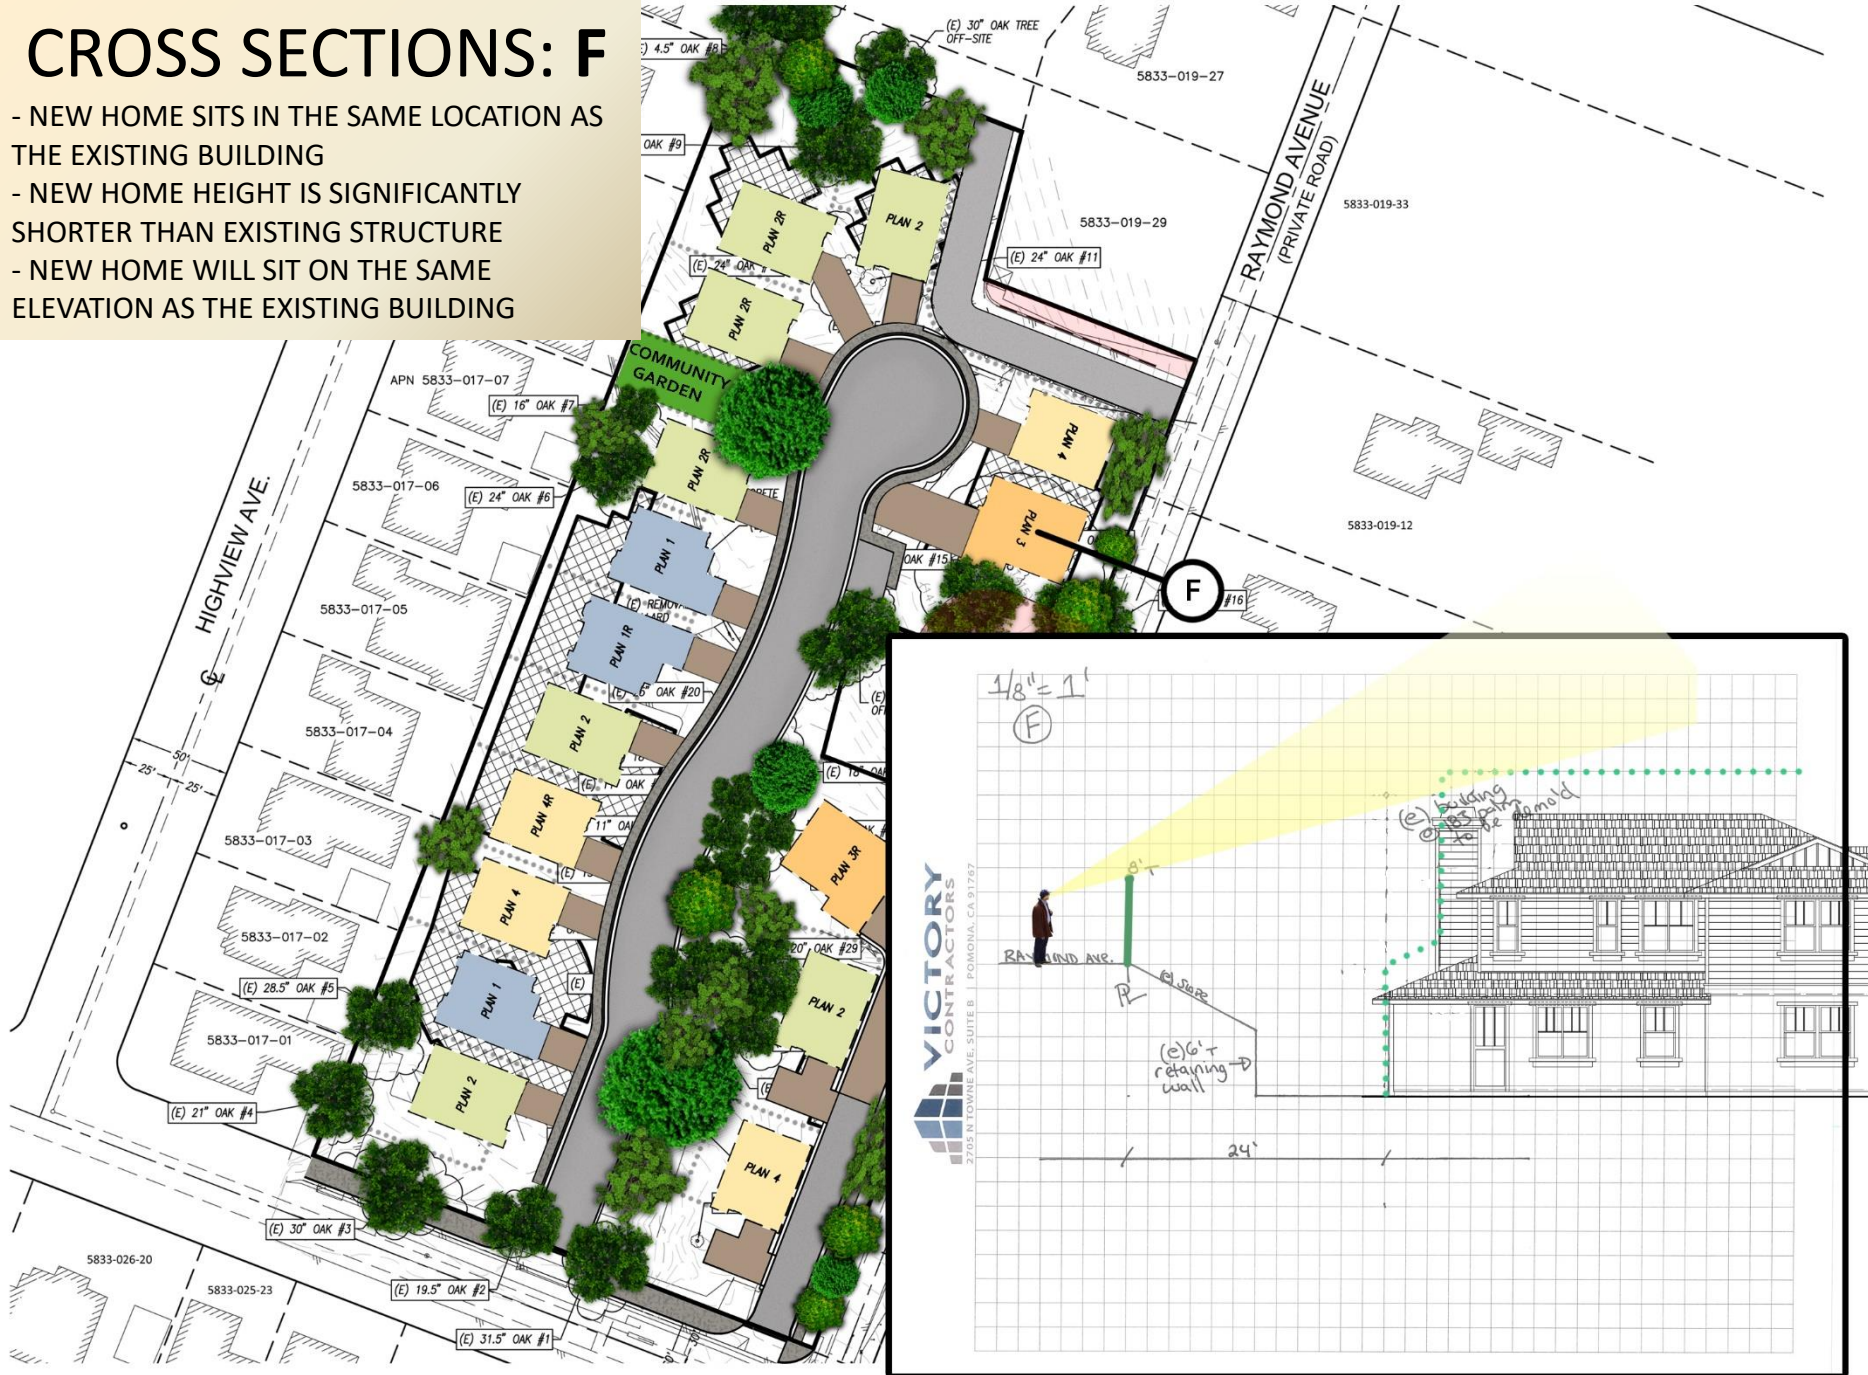 CROSS SECTIONS: F
- NEW HOME SITS IN THE SAME LOCATION AS
THE EXISTING BUILDING
- NEW HOME HEIGHT IS SIGNIFICANTLY
SHORTER THAN EXISTING STRUCTURE
- NEW HOME WILL SIT ON THE SAME
ELEVATION AS THE EXISTING BUILDING
4.5" OAK #8
(E) 30" OAK TREE
OFF-SITE
5833-019-27
OAK #9
RAYMOND AVENUE
(PRIVATE ROAD)
5833-019-33
5833-019-29
PLAN 2R
PLAN 2
(E) 24" OAK
(E) 24" OAK #11
PLAN 2R
COMMUNITY
GARDEN
APN 5833-017-07
(E) 16" OAK #7
PLAN 4
PLAN 2R
5833-017-06
(E) 24" OAK #6
HIGHVIEW AVE.
PLAN 3
5833-019-12
PLAN 1
OAK #15
F
#16
5833-017-05
(E) REMOV
PLAN 1R
OAK #20
5833-017-04
PLAN 2
50'
25'
25'
PLAN 4R
11" OA
5833-017-03
PLAN 3R
PLAN 4
5833-017-02
20" OAK #29
(E) 28.5" OAK #5
(E)
PLAN 1
PLAN 2
5833-017-01
PLAN 2
(E) 21" OAK #4
PLAN 4
(E) 30" OAK #3
5833-026-20
5833-025-23
(E) 19.5" OAK #2
(E) 31.5" OAK #1
1/8" = 1'
F
(e) building
@ 183 palm
to be demold
8' T
RAYMOND AVE.
PL
(e) slope
(e) 6' T
retaining
wall
24'
VICTORY
CONTRACTORS
2705 N TOWNE AVE, SUITE B | POMONA, CA 91767